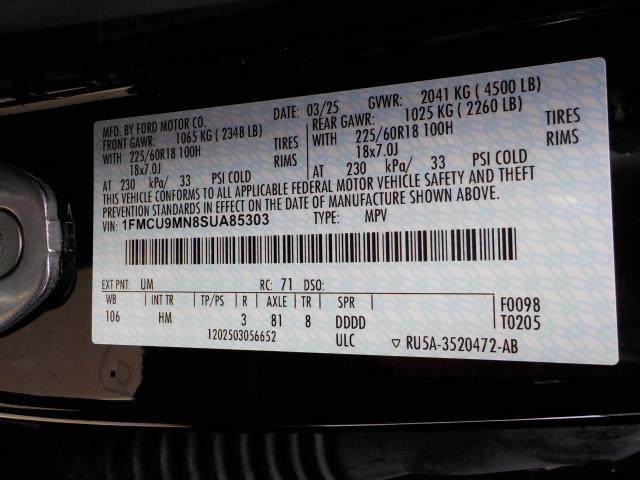 MFD. BY FORD MOTOR CO. DATE: 03/25 GVWR: 2041 KG ( 4500 LB)
FRONT GAWR: 1065 KG ( 2348 LB) REAR GAWR: 1025 KG ( 2260 LB)
WITH 225/60R18 100H TIRES WITH 225/60R18 100H TIRES
18x7.0J RIMS 18x7.0J RIMS
AT 230 kPa/ 33 PSI COLD AT 230 kPa/ 33 PSI COLD
THIS VEHICLE CONFORMS TO ALL APPLICABLE FEDERAL MOTOR VEHICLE SAFETY AND THEFT
PREVENTION STANDARDS IN EFFECT ON THE DATE OF MANUFACTURE SHOWN ABOVE.
VIN: 1FMCU9MN8SUA85303 TYPE: MPV
EXT PNT: UM RC: 71 DSO:
WB INT TR TP/PS R AXLE TR SPR F0098
106 HM 3 81 8 DDDD T0205
1202503056652 ULC ▽ RU5A-3520472-AB